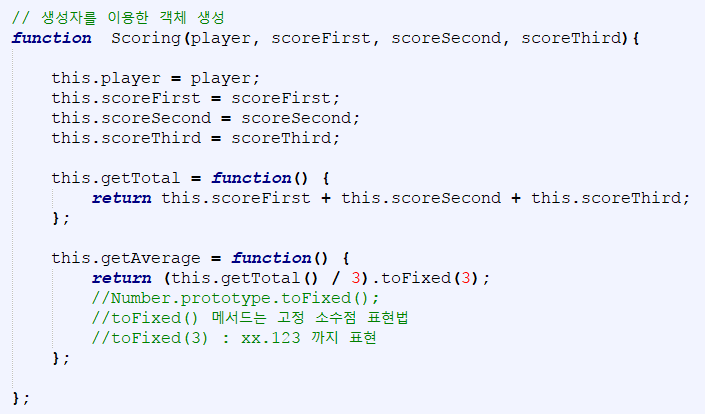 // 생성자를 이용한 객체 생성
function  Scoring(player, scoreFirst, scoreSecond, scoreThird){
this.player = player;
this.scoreFirst = scoreFirst;
this.scoreSecond = scoreSecond;
this.scoreThird = scoreThird;
this.getTotal = function() {
return this.scoreFirst + this.scoreSecond + this.scoreThird;
};
this.getAverage = function() {
return (this.getTotal() / 3).toFixed(3);
//Number.prototype.toFixed();
//toFixed() 메서드는 고정 소수점 표현법
//toFixed(3) : xx.123 까지 표현
};
};